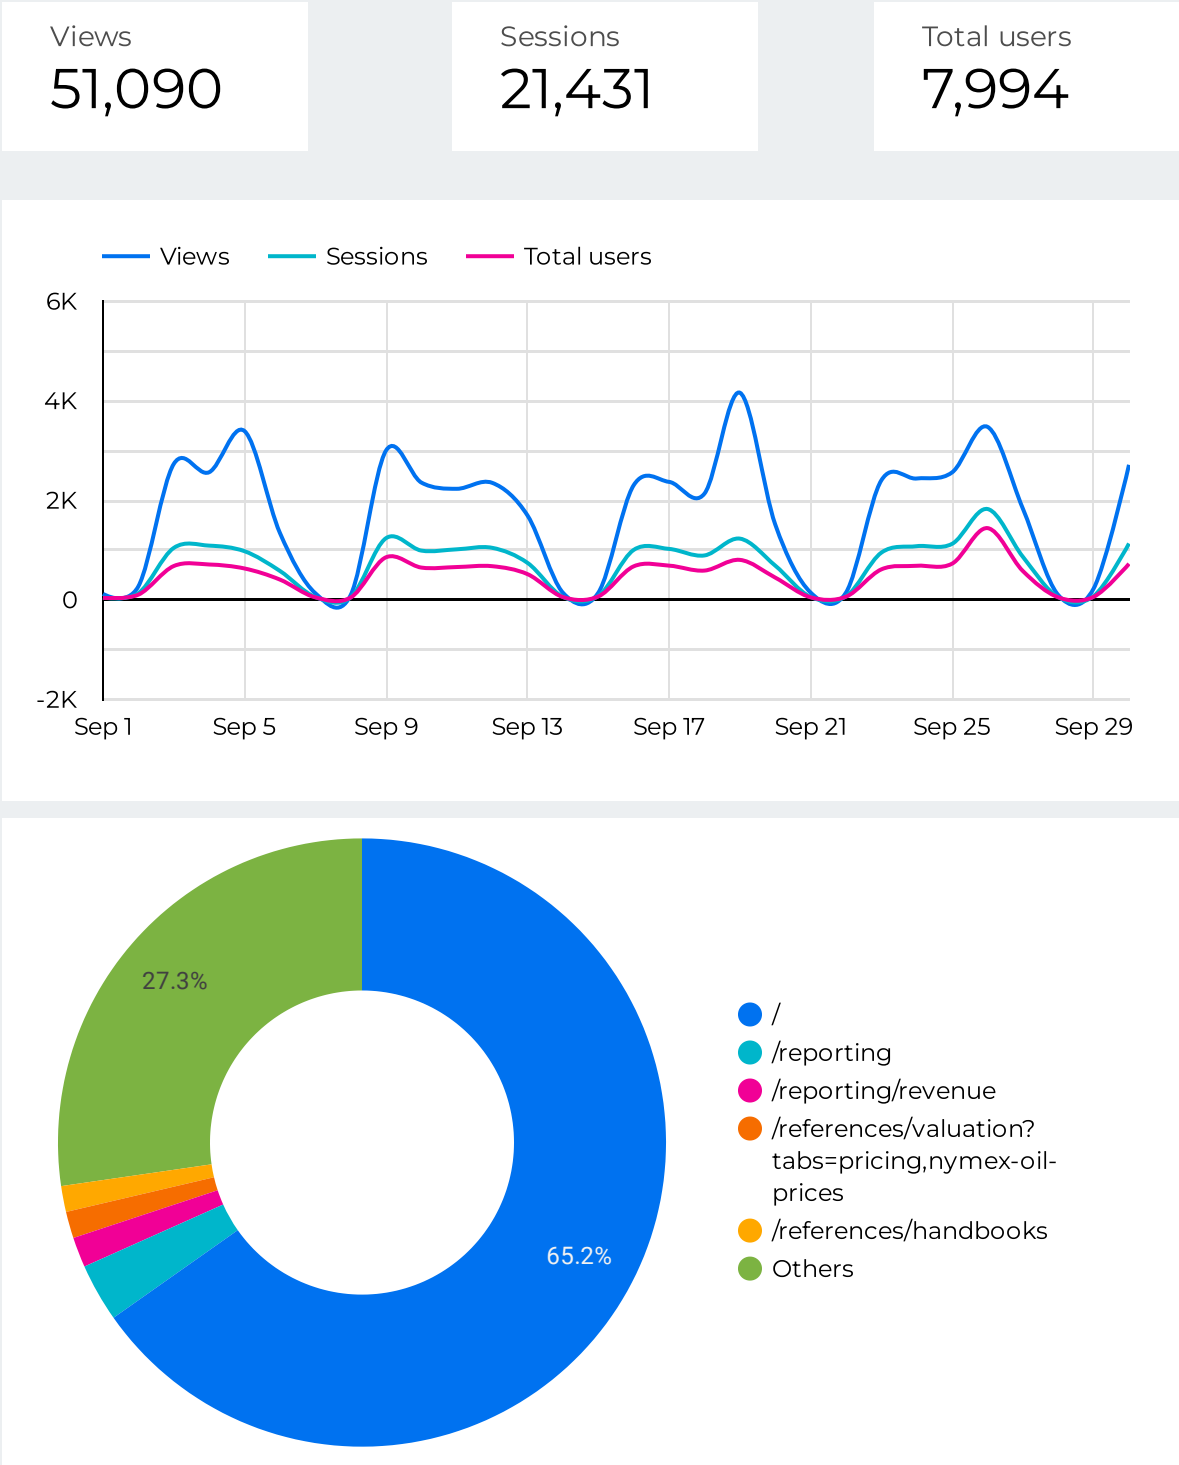 Views
51,090
Sessions
21,431
Total users
7,994
Views
Sessions
Total users
6K
4K
2K
0
-2K
Sep 1
Sep 5
Sep 9
Sep 13
Sep 17
Sep 21
Sep 25
Sep 29
27.3%
65.2%
/
/reporting
/reporting/revenue
/references/valuation?
tabs=pricing,nymex-oil-
prices
/references/handbooks
Others